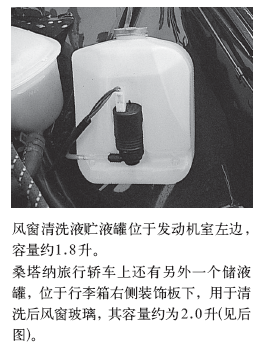 风窗清洗液贮液罐位于发动机室左边，
容量约1.8升。
桑塔纳旅行轿车上还有另外一个储液
罐，位于行李箱右侧装饰板下，用于清
洗后风窗玻璃，其容量约为2.0升(见后
图)。